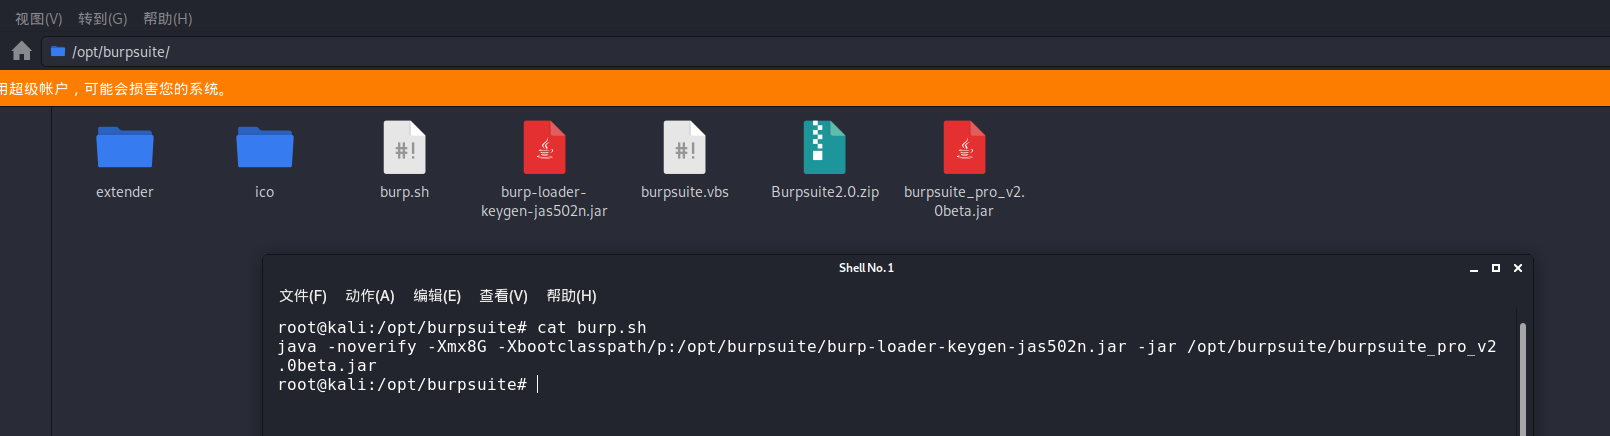 视图(V) 转到(G) 帮助(H)
/opt/burpsuite/
用超级帐户，可能会损害您的系统。
extender
ico
burp.sh
burp-loader-
keygen-jas502n.jar
burpsuite.vbs
Burpsuite2.0.zip
burpsuite_pro_v2.
0beta.jar
Shell No. 1
文件(F) 动作(A) 编辑(E) 查看(V) 帮助(H)
root@kali:/opt/burpsuite# cat burp.sh
java -noverify -Xmx8G -Xbootclasspath/p:/opt/burpsuite/burp-loader-keygen-jas502n.jar -jar /opt/burpsuite/burpsuite_pro_v2
.0beta.jar
root@kali:/opt/burpsuite#